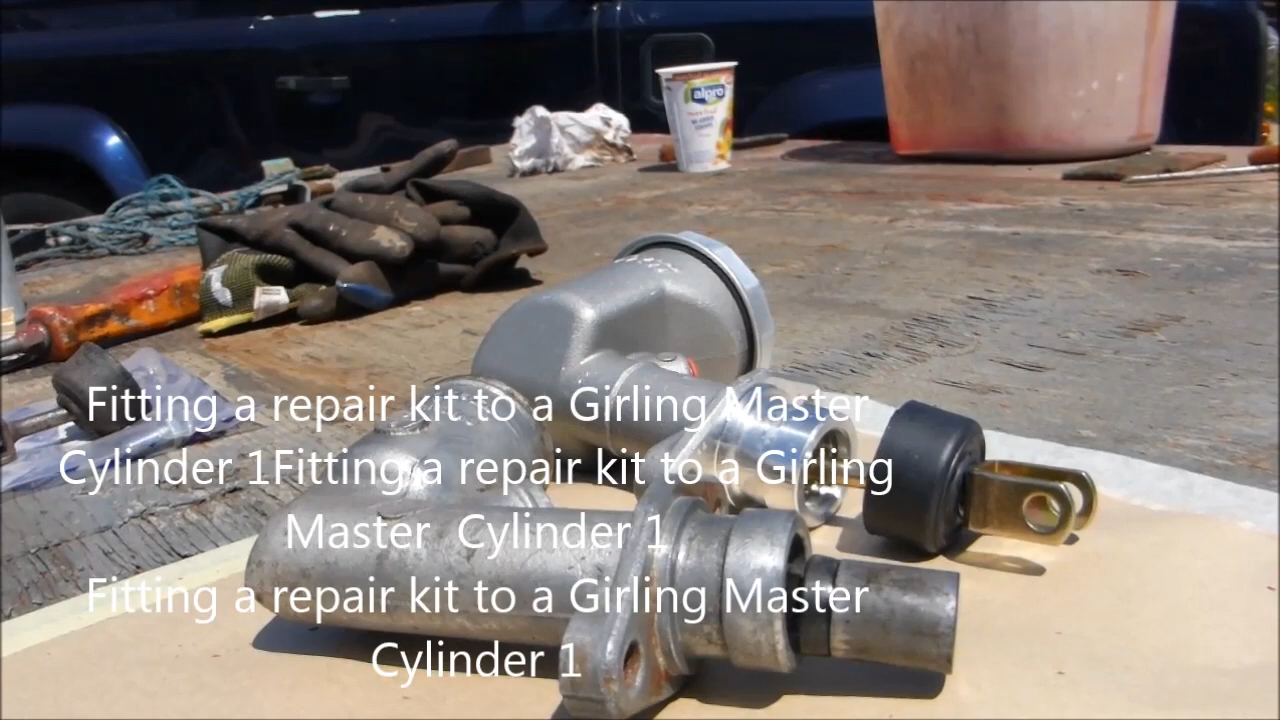 alpro
Fitting a repair kit to a Girling Master
Cylinder 1Fitting a repair kit to a Girling
Master  Cylinder 1
Fitting a repair kit to a Girling Master
Cylinder 1